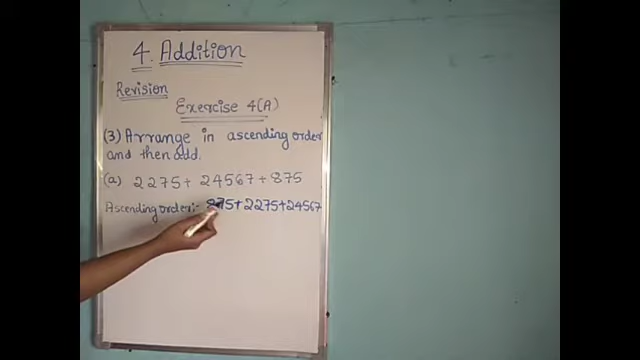 4. Addition
Revision
Exercise 4(A)
(3) Arrange in ascending order
and then add.
(a) 2275+ 24567+875
Ascending order:- 875+2275+24567